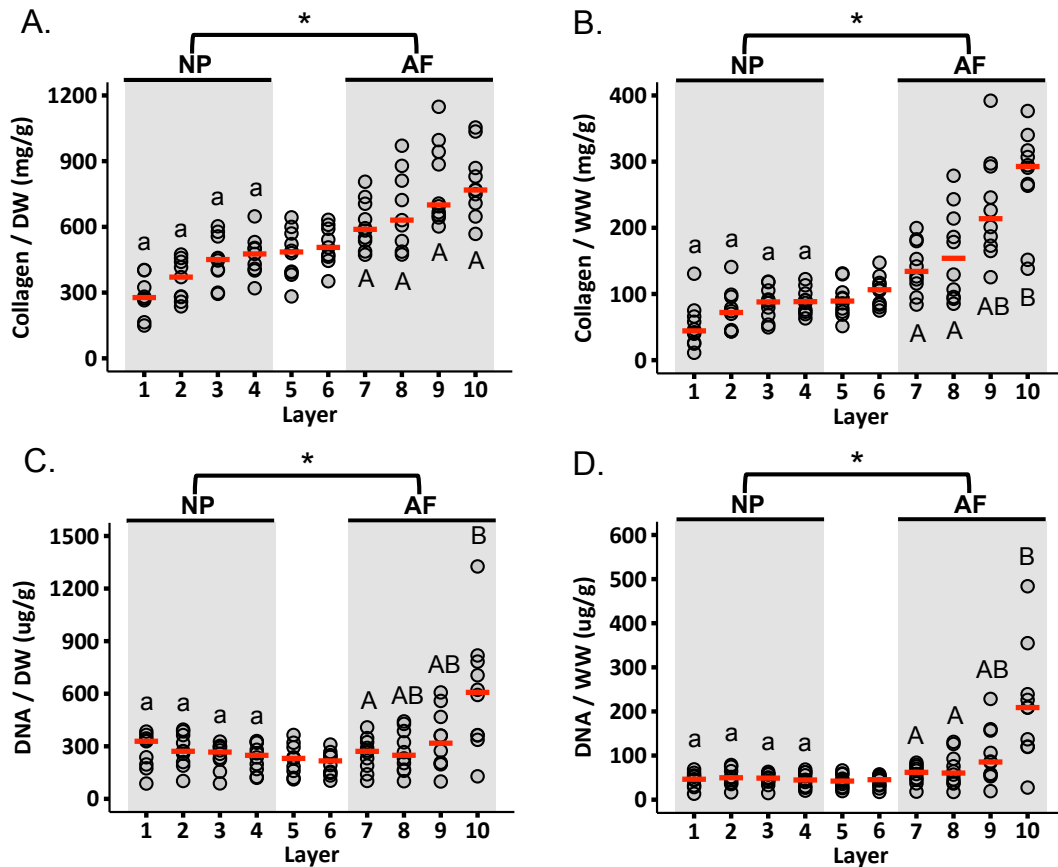 A.
*
NP AF
Collagen / DW (mg/g)
1200
900
600
300
0
a a a a A A A A
1 2 3 4 5 6 7 8 9 10
Layer
B.
*
NP AF
Collagen / WW (mg/g)
400
300
200
100
0
a a a a A A AB B
1 2 3 4 5 6 7 8 9 10
Layer
C.
*
NP AF
DNA / DW (ug/g)
1500
1200
900
600
300
0
a a a a A AB AB B
1 2 3 4 5 6 7 8 9 10
Layer
D.
*
NP AF
DNA / WW (ug/g)
600
500
400
300
200
100
0
a a a a A A AB B
1 2 3 4 5 6 7 8 9 10
Layer